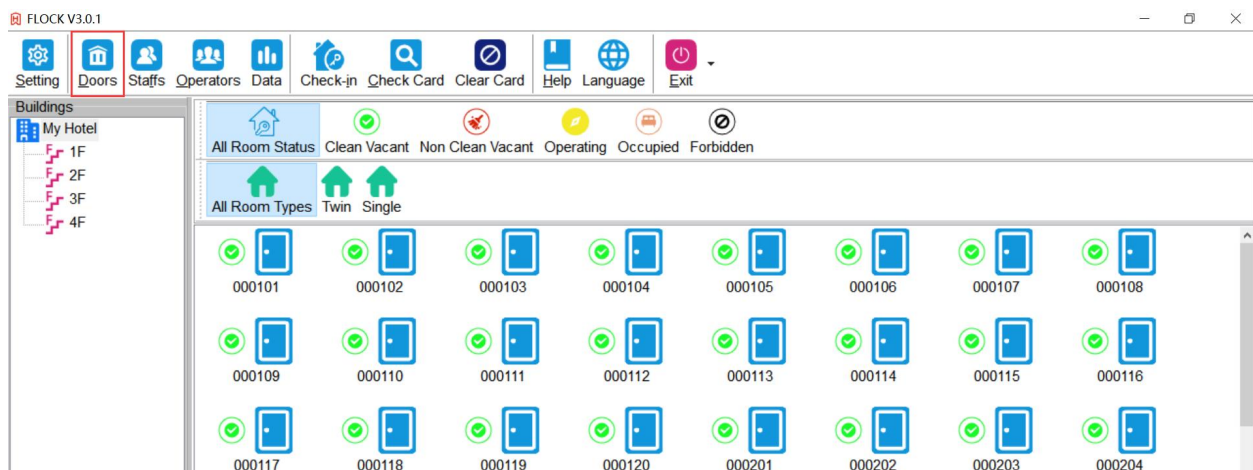 FLOCK V3.0.1
Setting Doors Staffs Operators Data Check-in Check Card Clear Card Help Language Exit
Buildings
My Hotel
1F
2F
3F
4F
All Room Status Clean Vacant Non Clean Vacant Operating Occupied Forbidden
All Room Types Twin Single
000101 000102 000103 000104 000105 000106 000107 000108
000109 000110 000111 000112 000113 000114 000115 000116
000117 000118 000119 000120 000201 000202 000203 000204